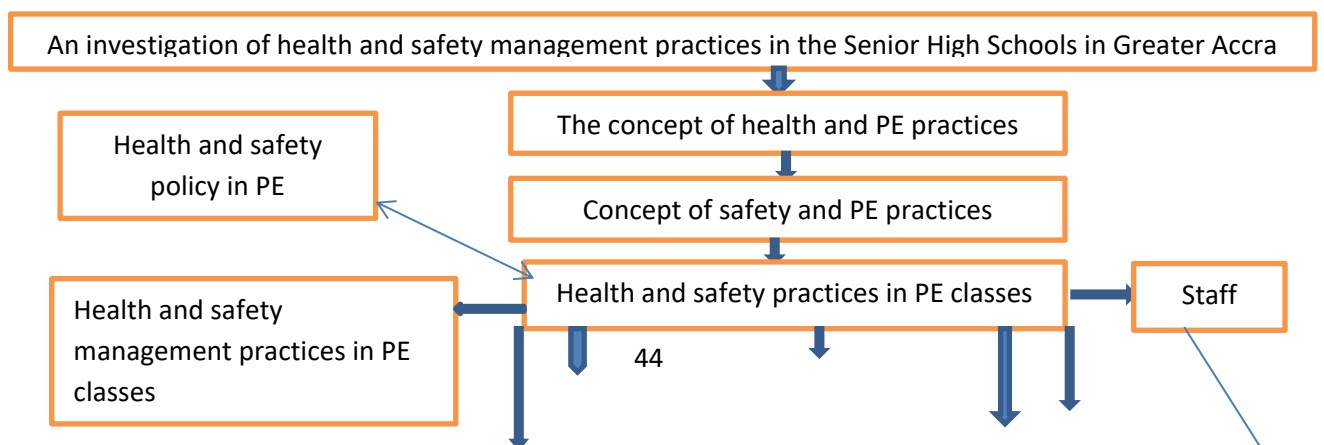 An investigation of health and safety management practices in the Senior High Schools in Greater Accra
The concept of health and PE practices
Health and safety
policy in PE
Concept of safety and PE practices
Health and safety practices in PE classes
Staff
Health and safety
management practices in PE
classes
44